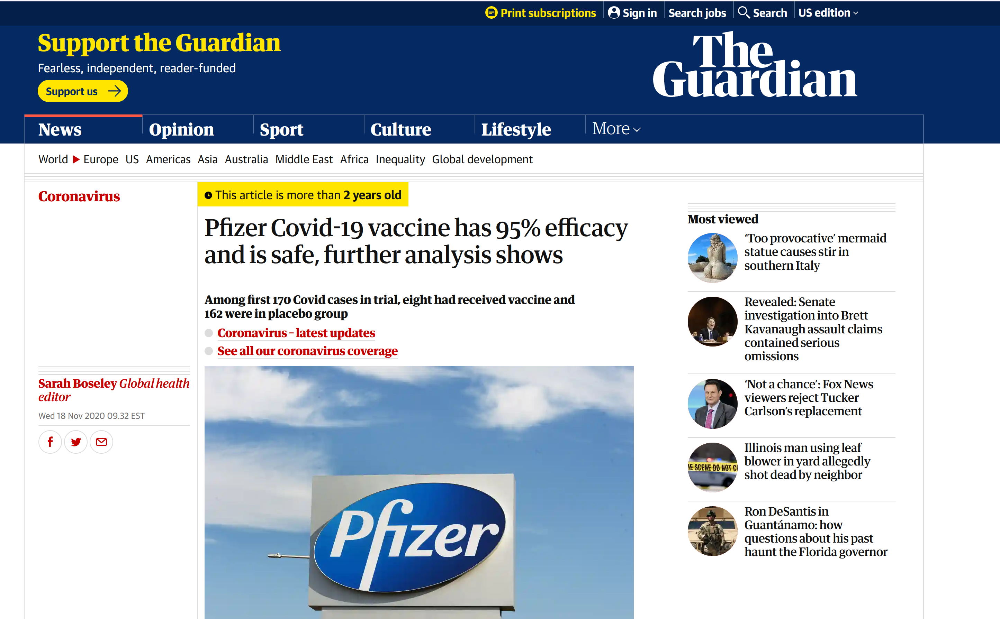 Print subscriptions
Sign in
Search jobs
Search
US edition
Support the Guardian
Fearless, independent, reader-funded
Support us
The
Guardian
News
Opinion
Sport
Culture
Lifestyle
More
World
Europe
US
Americas
Asia
Australia
Middle East
Africa
Inequality
Global development
Coronavirus
This article is more than 2 years old
Pfizer Covid-19 vaccine has 95% efficacy
and is safe, further analysis shows
Among first 170 Covid cases in trial, eight had received vaccine and
162 were in placebo group
Coronavirus – latest updates
See all our coronavirus coverage
Sarah Boseley Global health
editor
Wed 18 Nov 2020 09.32 EST
Pfizer
Most viewed
‘Too provocative’ mermaid
statue causes stir in
southern Italy
Revealed: Senate
investigation into Brett
Kavanaugh assault claims
contained serious
omissions
‘Not a chance’: Fox News
viewers reject Tucker
Carlson’s replacement
SCENE DO NOT
Illinois man using leaf
blower in yard allegedly
shot dead by neighbor
Ron DeSantis in
Guantánamo: how
questions about his past
haunt the Florida governor